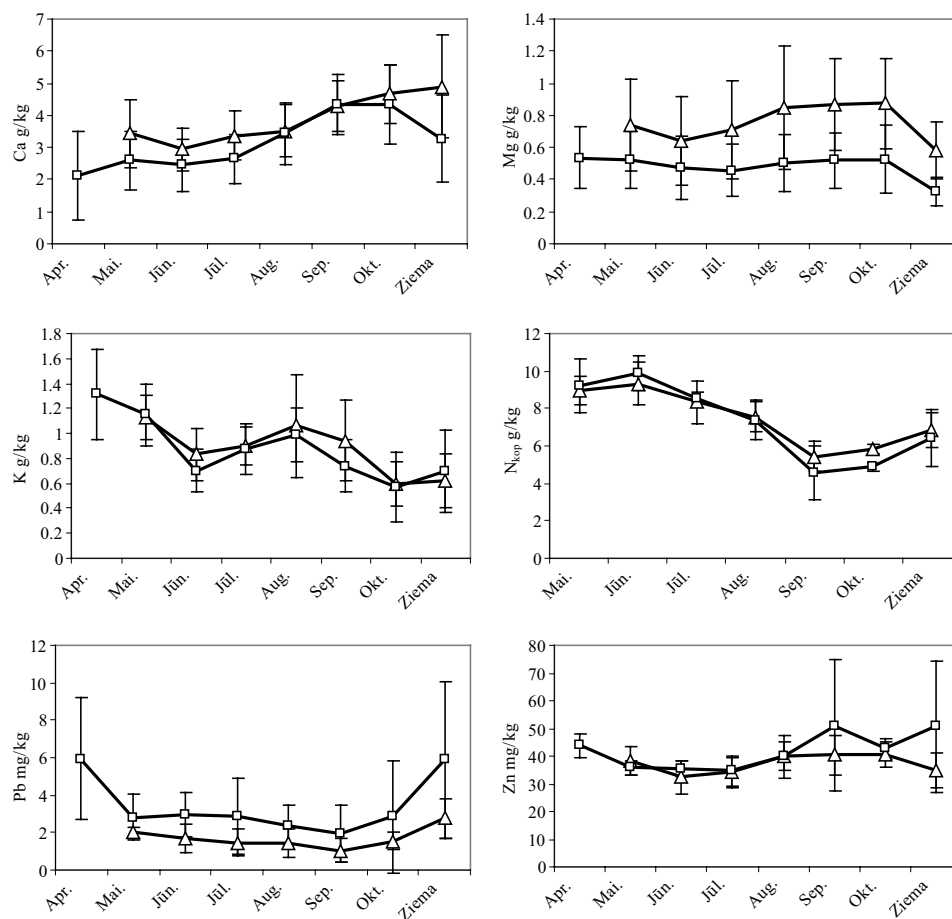 7
6
5
4
3
2
1
0
Ca g/kg
Apr.
Mai.
Jūn.
Jūl.
Aug.
Sep.
Okt.
Ziema
1.4
1.2
1
0.8
0.6
0.4
0.2
0
Mg g/kg
Apr.
Mai.
Jūn.
Jūl.
Aug.
Sep.
Okt.
Ziema
1.8
1.6
1.4
1.2
1
0.8
0.6
0.4
0.2
0
K g/kg
Apr.
Mai.
Jūn.
Jūl.
Aug.
Sep.
Okt.
Ziema
12
10
8
6
4
2
0
Nkop g/kg
Mai.
Jūn.
Jūl.
Aug.
Sep.
Okt.
Ziema
12
10
8
6
4
2
0
Pb mg/kg
Apr.
Mai.
Jūn.
Jūl.
Aug.
Sep.
Okt.
Ziema
80
70
60
50
40
30
20
10
0
Zn mg/kg
Apr.
Mai.
Jūn.
Jūl.
Aug.
Sep.
Okt.
Ziema